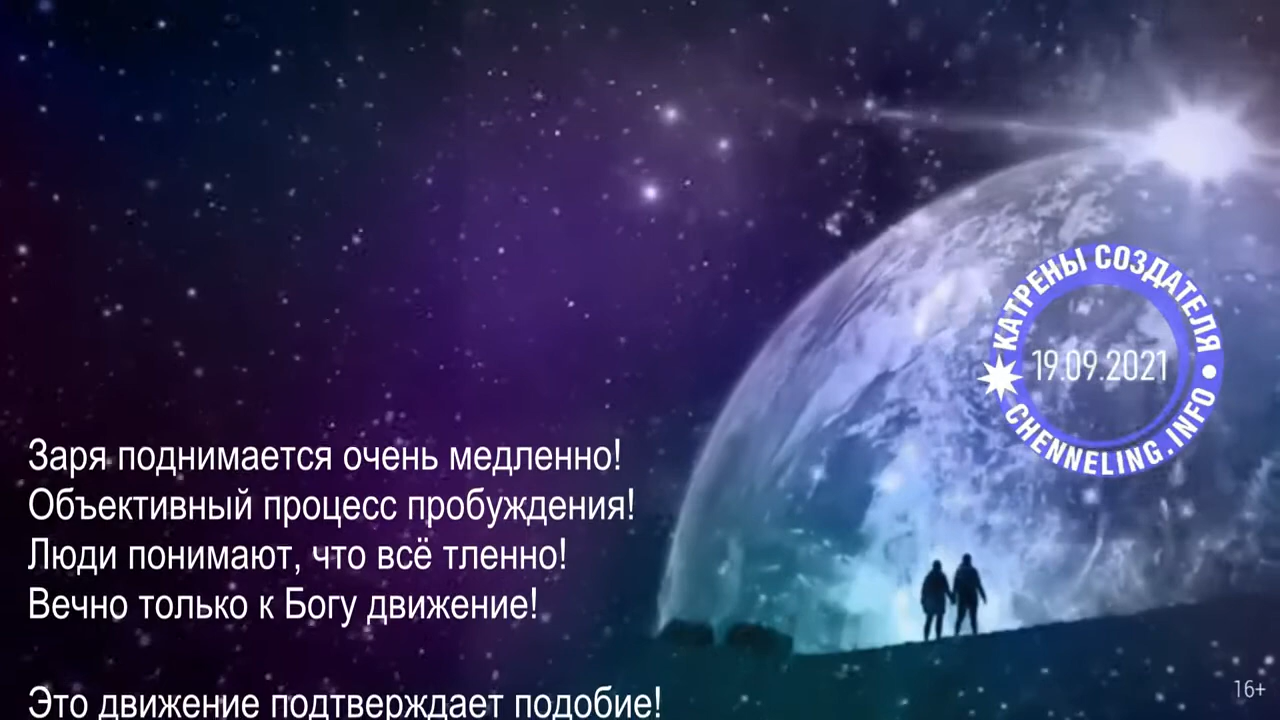 КАТРЕНЫ СОЗДАТЕЛЯ
19.09.2021
CHENNELING.INFO
Заря поднимается очень медленно!
Объективный процесс пробуждения!
Люди понимают, что всё тленно!
Вечно только к Богу движение!
Это движение подтверждает подобие!
16+